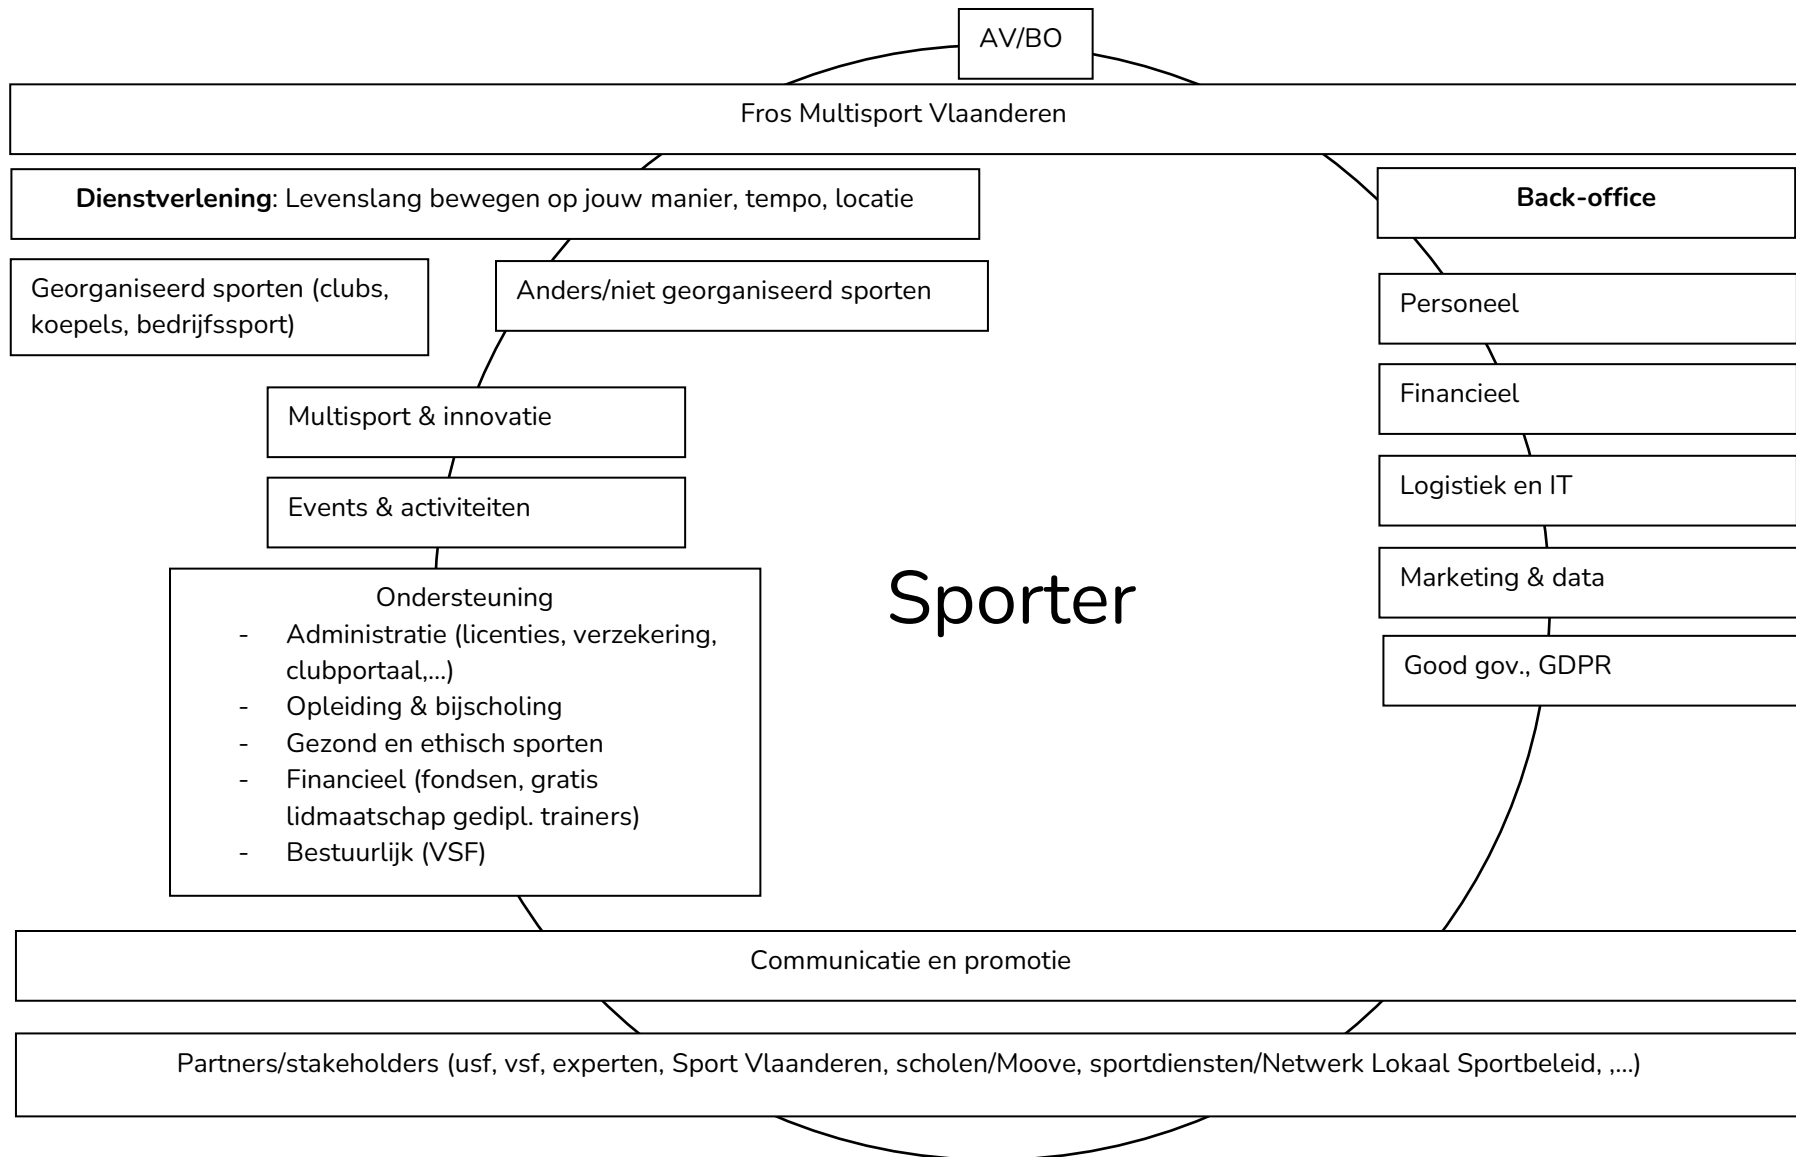 AV/BO
Fros Multisport Vlaanderen
Dienstverlening: Levenslang bewegen op jouw manier, tempo, locatie
Back-office
Georganiseerd sporten (clubs,
koepels, bedrijfssport)
Anders/niet georganiseerd sporten
Personeel
Financieel
Multisport & innovatie
Logistiek en IT
Events & activiteiten
Marketing & data
Sporter
Ondersteuning
- Administratie (licenties, verzekering,
clubportaal,...)
- Opleiding & bijscholing
- Gezond en ethisch sporten
- Financieel (fondsen, gratis
lidmaatschap gedipl. trainers)
- Bestuurlijk (VSF)
Good gov., GDPR
Communicatie en promotie
Partners/stakeholders (usf, vsf, experten, Sport Vlaanderen, scholen/Moove, sportdiensten/Netwerk Lokaal Sportbeleid, ,...)